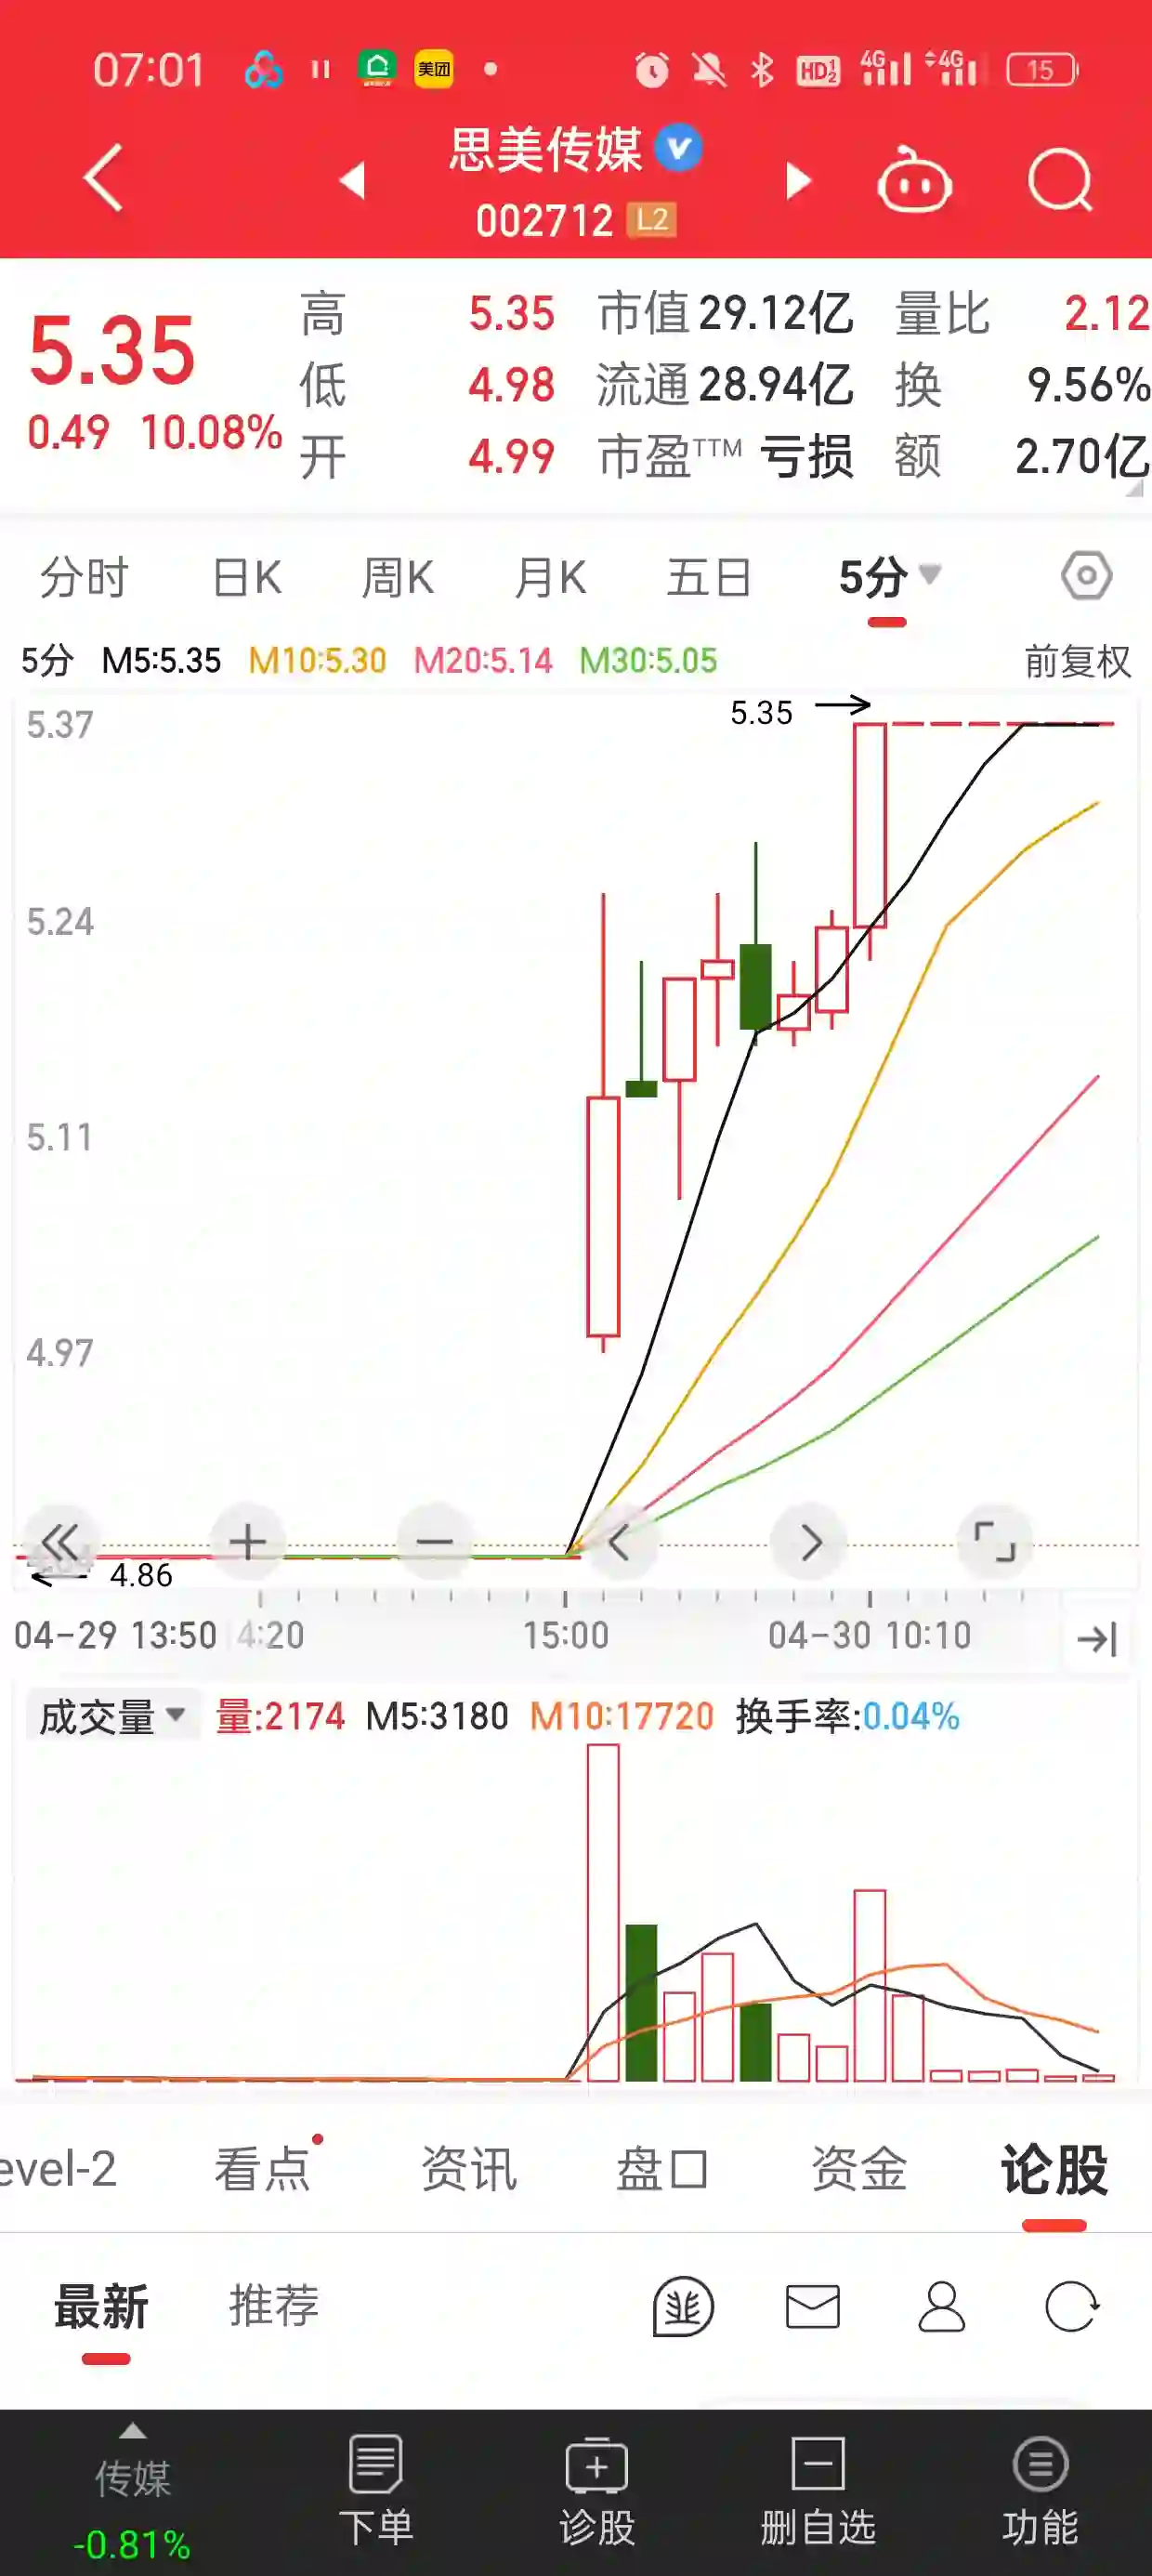 07:01 美团 HD 1 2 4G 4G 15
思美传媒
002712 L2
5.35
0.49 10.08%
高 5.35 市值 29.12亿 量比 2.12
低 4.98 流通 28.94亿 换 9.56%
开 4.99 市盈TTM 亏损 额 2.70亿
分时 日K 周K 月K 五日 5分
5分 M5:5.35 M10:5.30 M20:5.14 M30:5.05 前复权
5.35
5.37
5.24
5.11
4.97
4.86
04-29 13:50 4:20 15:00 04-30 10:10
成交量 量:2174 M5:3180 M10:17720 换手率:0.04%
evel-2 看点 资讯 盘口 资金 论股
最新 推荐
传媒 下单 诊股 删自选 功能
-0.81%